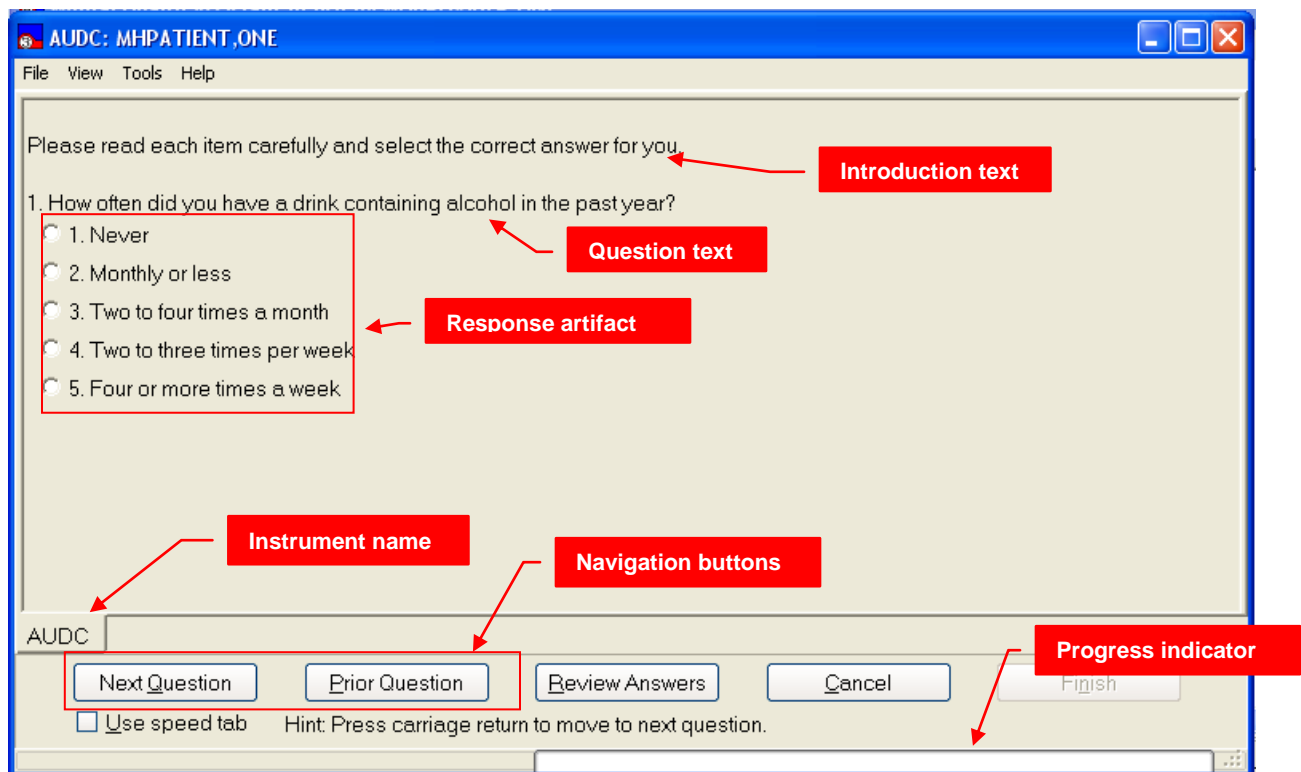 AUDC: MHPATIENT,ONE
File View Tools Help
Please read each item carefully and select the correct answer for you.
Introduction text
1. How often did you have a drink containing alcohol in the past year?
1. Never
Question text
2. Monthly or less
3. Two to four times a month
Response artifact
4. Two to three times per week
5. Four or more times a week
Instrument name
Navigation buttons
AUDC
Progress indicator
Next Question Prior Question Review Answers Cancel Finish
Use speed tab Hint: Press carriage return to move to next question.